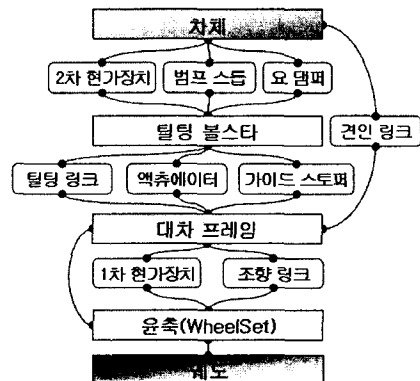 차체
2차 현가장치 범프 스톱 요 댐퍼
틸팅 볼스타 견인 링크
틸팅 링크 액츄에이터 가이드 스토퍼
대차 프레임
1차 현가장치 조향 링크
윤축(WheelSet)
궤도